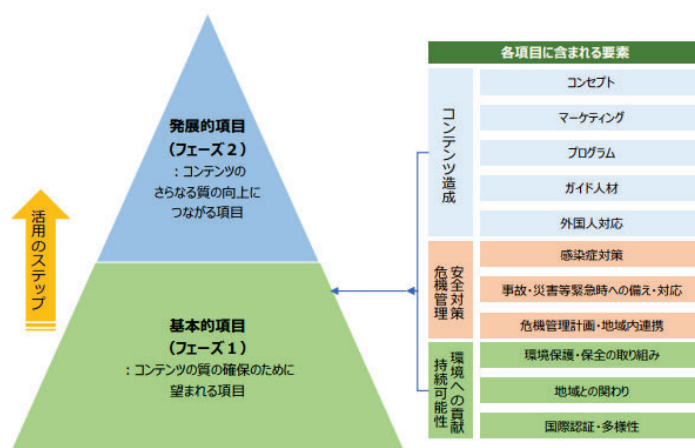 発展的項目
(フェーズ2)
:コンテンツの
さらなる質の向上に
つながる項目
活用のステップ
基本的項目
(フェーズ1)
:コンテンツの質の確保のために
望まれる項目
各項目に含まれる要素
コンテンツ造成
コンセプト
マーケティング
プログラム
ガイド人材
外国人対応
安全対策
危機管理
感染症対策
事故・災害等緊急時への備え・対応
危機管理計画・地域内連携
環境への貢献
持続可能性
環境保護・保全の取り組み
地域との関わり
国際認証・多様性